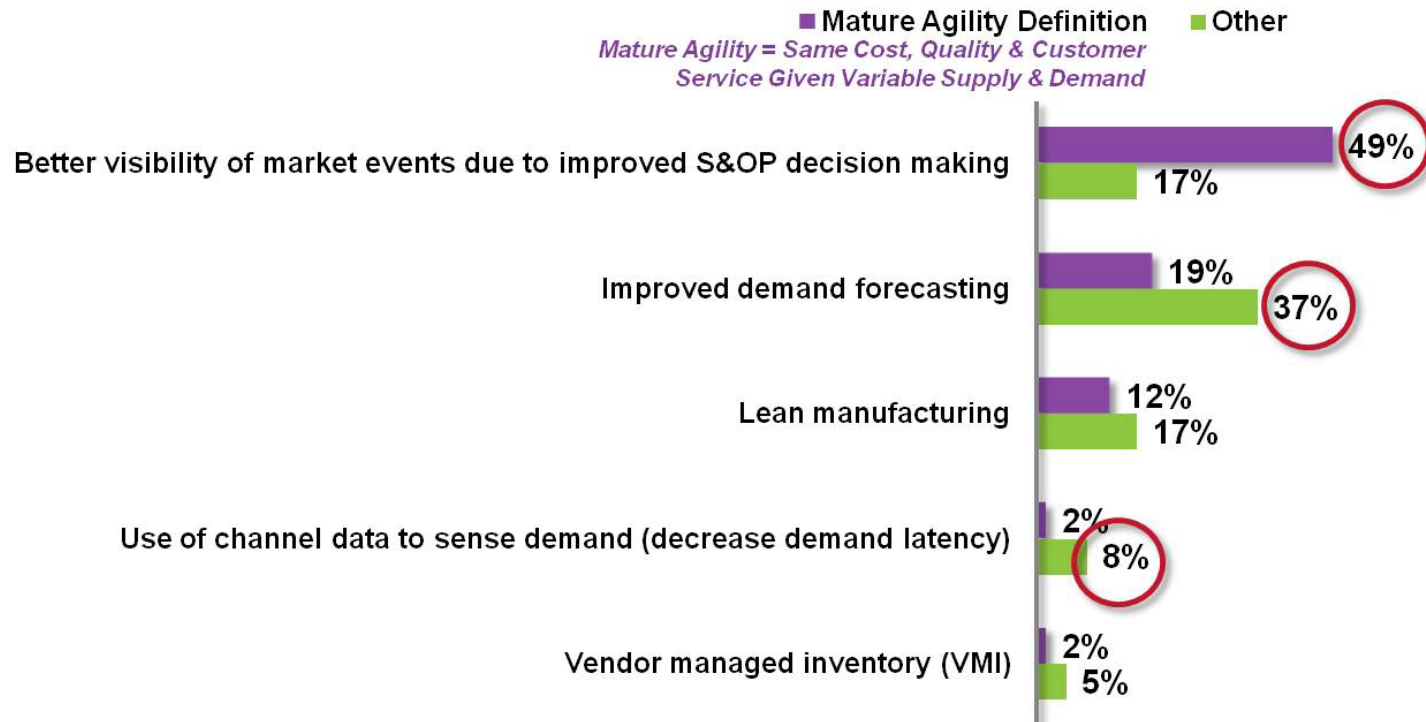 Mature Agility Definition Other
Mature Agility = Same Cost, Quality & Customer
Service Given Variable Supply & Demand
Better visibility of market events due to improved S&OP decision making
49%
17%
Improved demand forecasting
19%
37%
Lean manufacturing
12%
17%
Use of channel data to sense demand (decrease demand latency)
2%
8%
Vendor managed inventory (VMI)
2%
5%